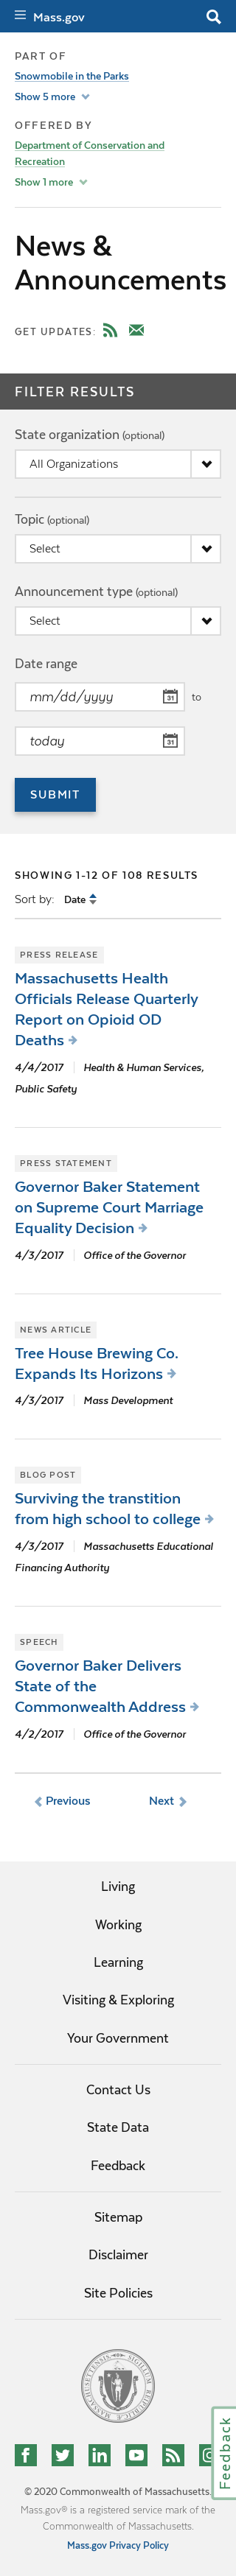 Mass.gov
PART OF
Snowmobile in the Parks
Show 5 more
OFFERED BY
Department of Conservation and
Recreation
Show 1 more
News &
Announcements
GET UPDATES:
FILTER RESULTS
State organization (optional)
All Organizations
Topic (optional)
Select
Announcement type (optional)
Select
Date range
mm/dd/yyyy
31
to
today
31
SUBMIT
SHOWING 1-12 OF 108 RESULTS
Sort by: Date
PRESS RELEASE
Massachusetts Health
Officials Release Quarterly
Report on Opioid OD
Deaths
4/4/2017 Health & Human Services,
Public Safety
PRESS STATEMENT
Governor Baker Statement
on Supreme Court Marriage
Equality Decision
4/3/2017 Office of the Governor
NEWS ARTICLE
Tree House Brewing Co.
Expands Its Horizons
4/3/2017 Mass Development
BLOG POST
Surviving the transtition
from high school to college
4/3/2017 Massachusetts Educational
Financing Authority
SPEECH
Governor Baker Delivers
State of the
Commonwealth Address
4/2/2017 Office of the Governor
Previous Next
Living
Working
Learning
Visiting & Exploring
Your Government
Contact Us
State Data
Feedback
Sitemap
Disclaimer
Site Policies
Feedback
© 2020 Commonwealth of Massachusetts.
Mass.gov® is a registered service mark of the
Commonwealth of Massachusetts.
Mass.gov Privacy Policy